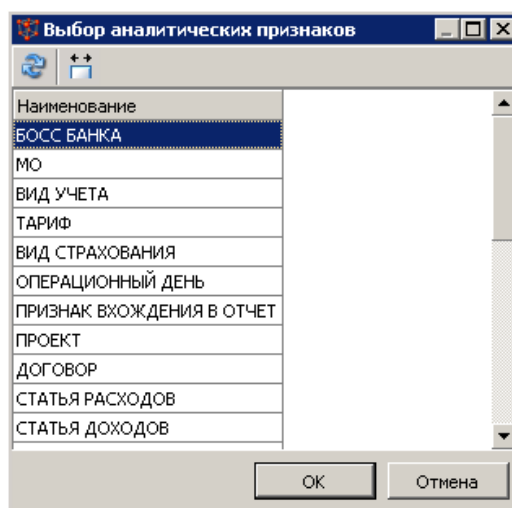 Выбор аналитических признаков
Наименование
БОСС БАНКА
МО
ВИД УЧЕТА
ТАРИФ
ВИД СТРАХОВАНИЯ
ОПЕРАЦИОННЫЙ ДЕНЬ
ПРИЗНАК ВХОЖДЕНИЯ В ОТЧЕТ
ПРОЕКТ
ДОГОВОР
СТАТЬЯ РАСХОДОВ
СТАТЬЯ ДОХОДОВ
ОК Отмена